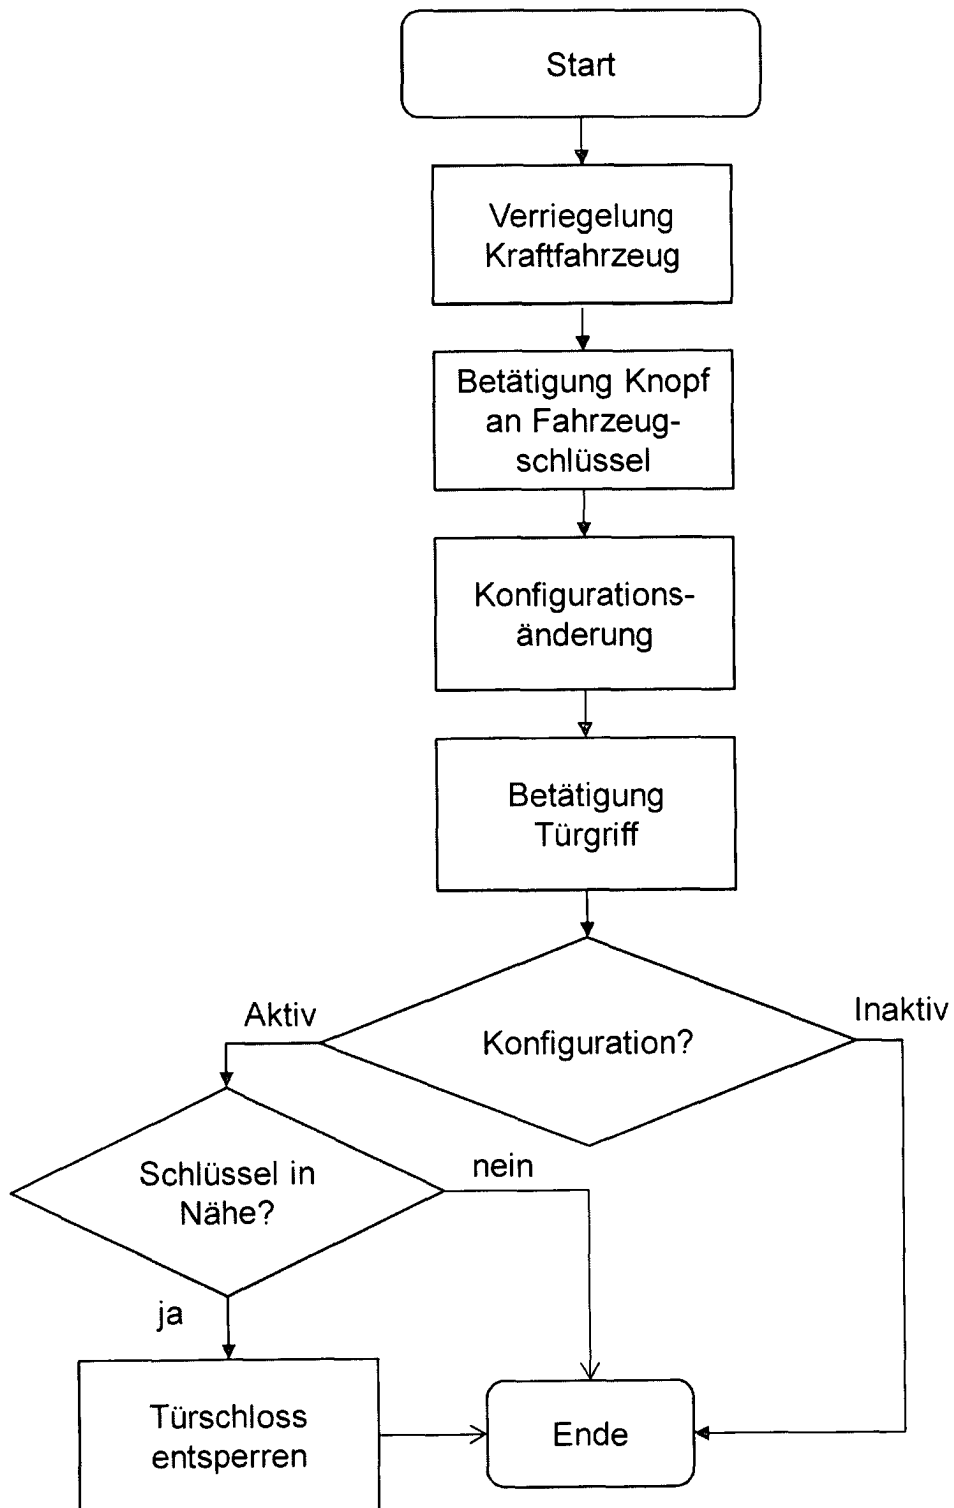 Start
Verriegelung
Kraftfahrzeug
Betätigung Knopf
an Fahrzeug-
schlüssel
Konfigurations-
änderung
Betätigung
Türgriff
Konfiguration?
Aktiv
Inaktiv
Schlüssel in
Nähe?
nein
ja
Türschloss
entsperren
Ende